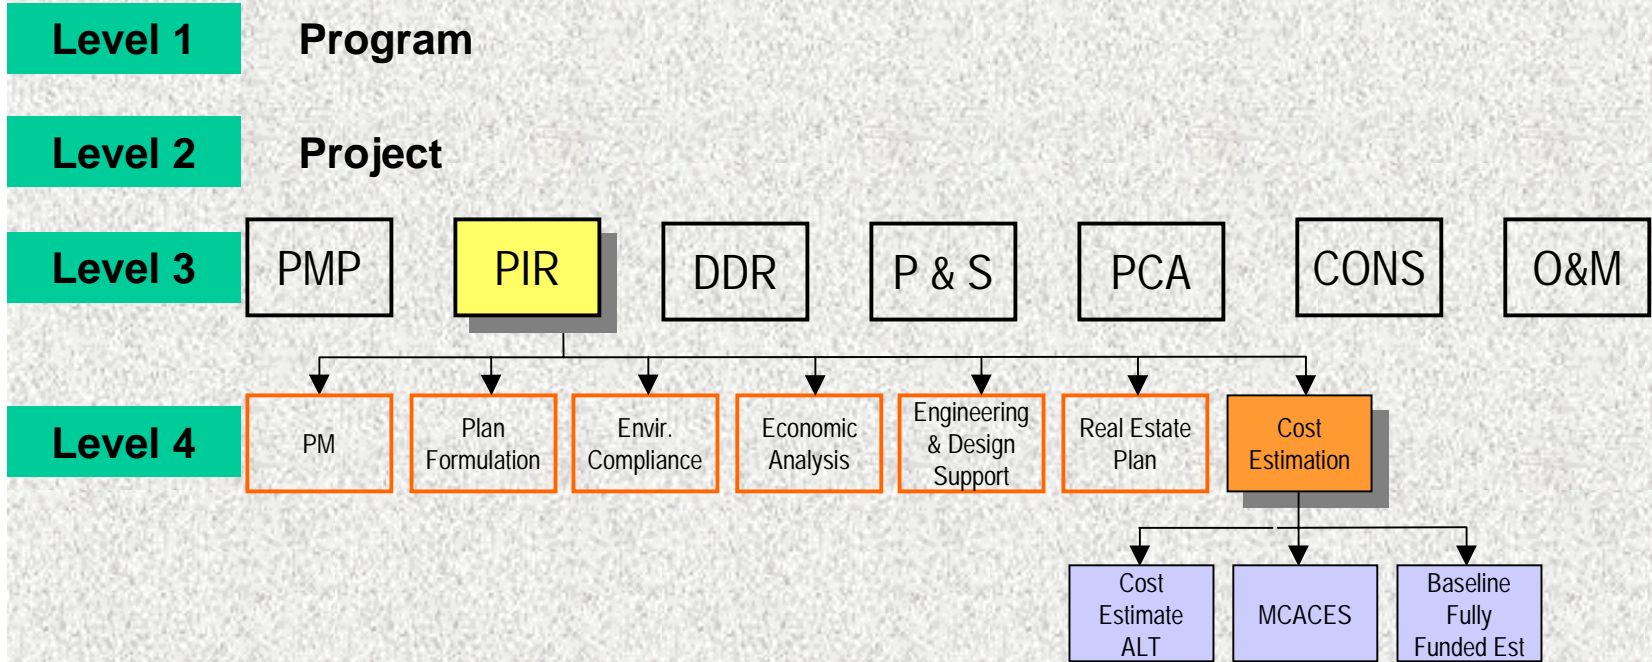 Level 1
Program
Level 2
Project
Level 3
PMP
PIR
DDR
P & S
PCA
CONS
O&M
Level 4
PM
Plan
Formulation
Envir.
Compliance
Economic
Analysis
Engineering
& Design
Support
Real Estate
Plan
Cost
Estimation
Cost
Estimate
ALT
MCACES
Baseline
Fully
Funded Est